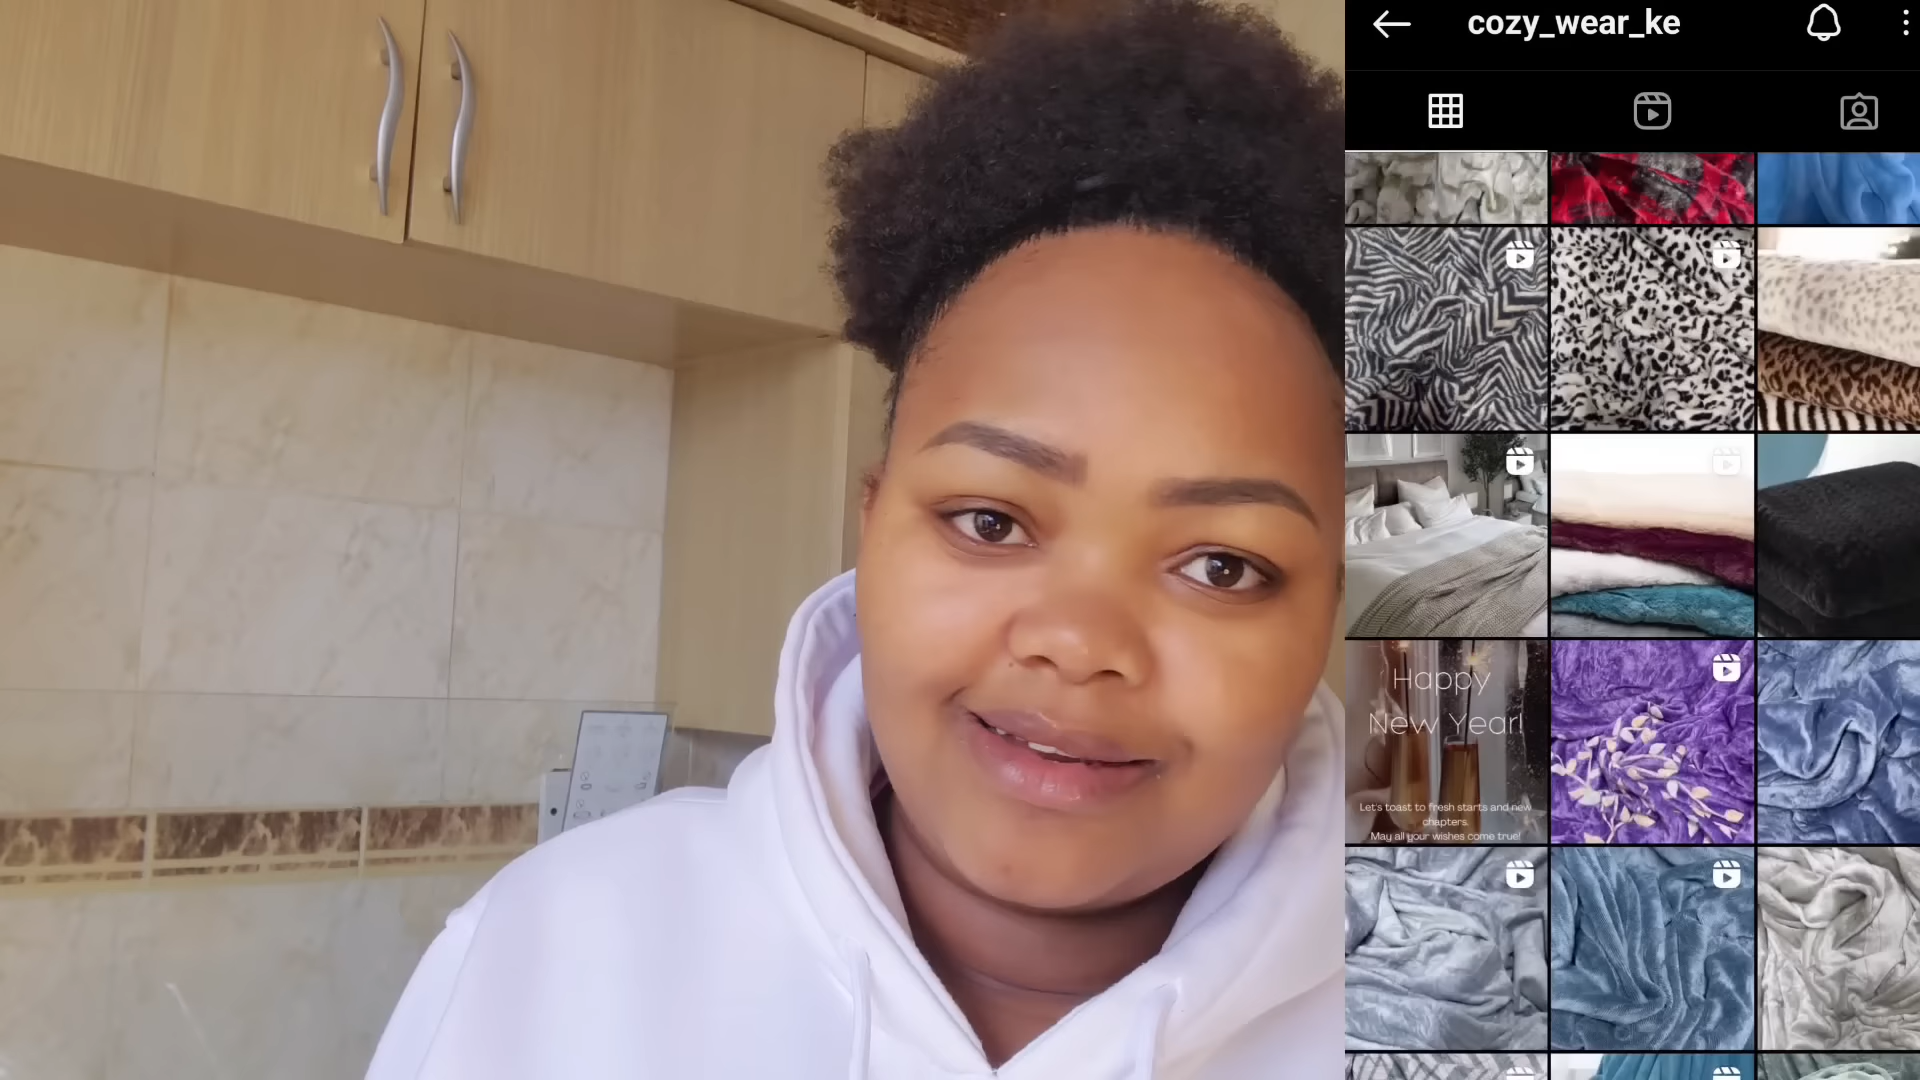 cozy_wear_ke
Happy
New Year!
Let's toast to fresh starts and new
chapters.
May all your wishes come true!